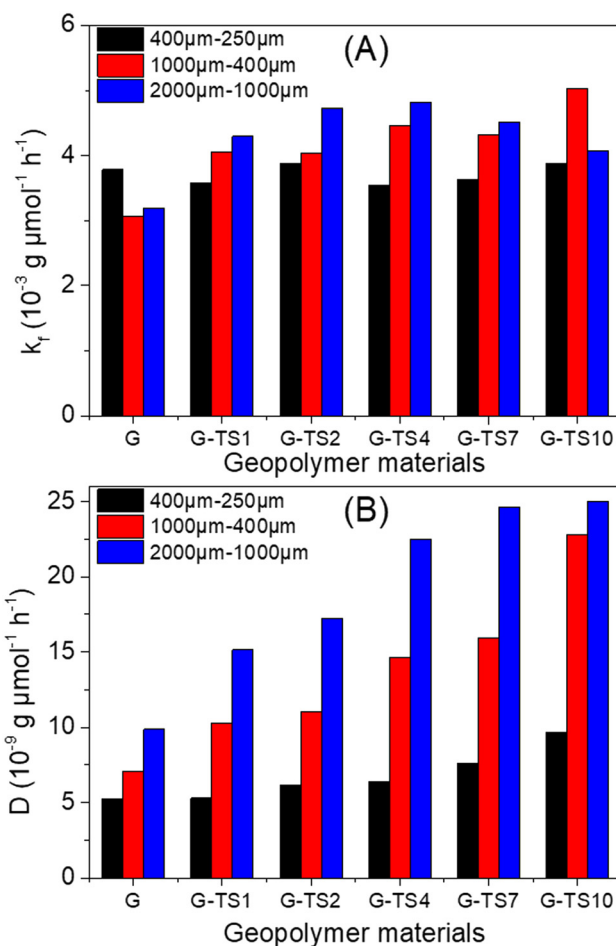 (A)
400µm-250µm
1000µm-400µm
2000µm-1000µm
6
4
2
0
k_f (10⁻³ g µmol⁻¹ h⁻¹)
G G-TS1 G-TS2 G-TS4 G-TS7 G-TS10
Geopolymer materials
(B)
400µm-250µm
1000µm-400µm
2000µm-1000µm
25
20
15
10
5
0
D (10⁻⁹ g µmol⁻¹ h⁻¹)
G G-TS1 G-TS2 G-TS4 G-TS7 G-TS10
Geopolymer materials